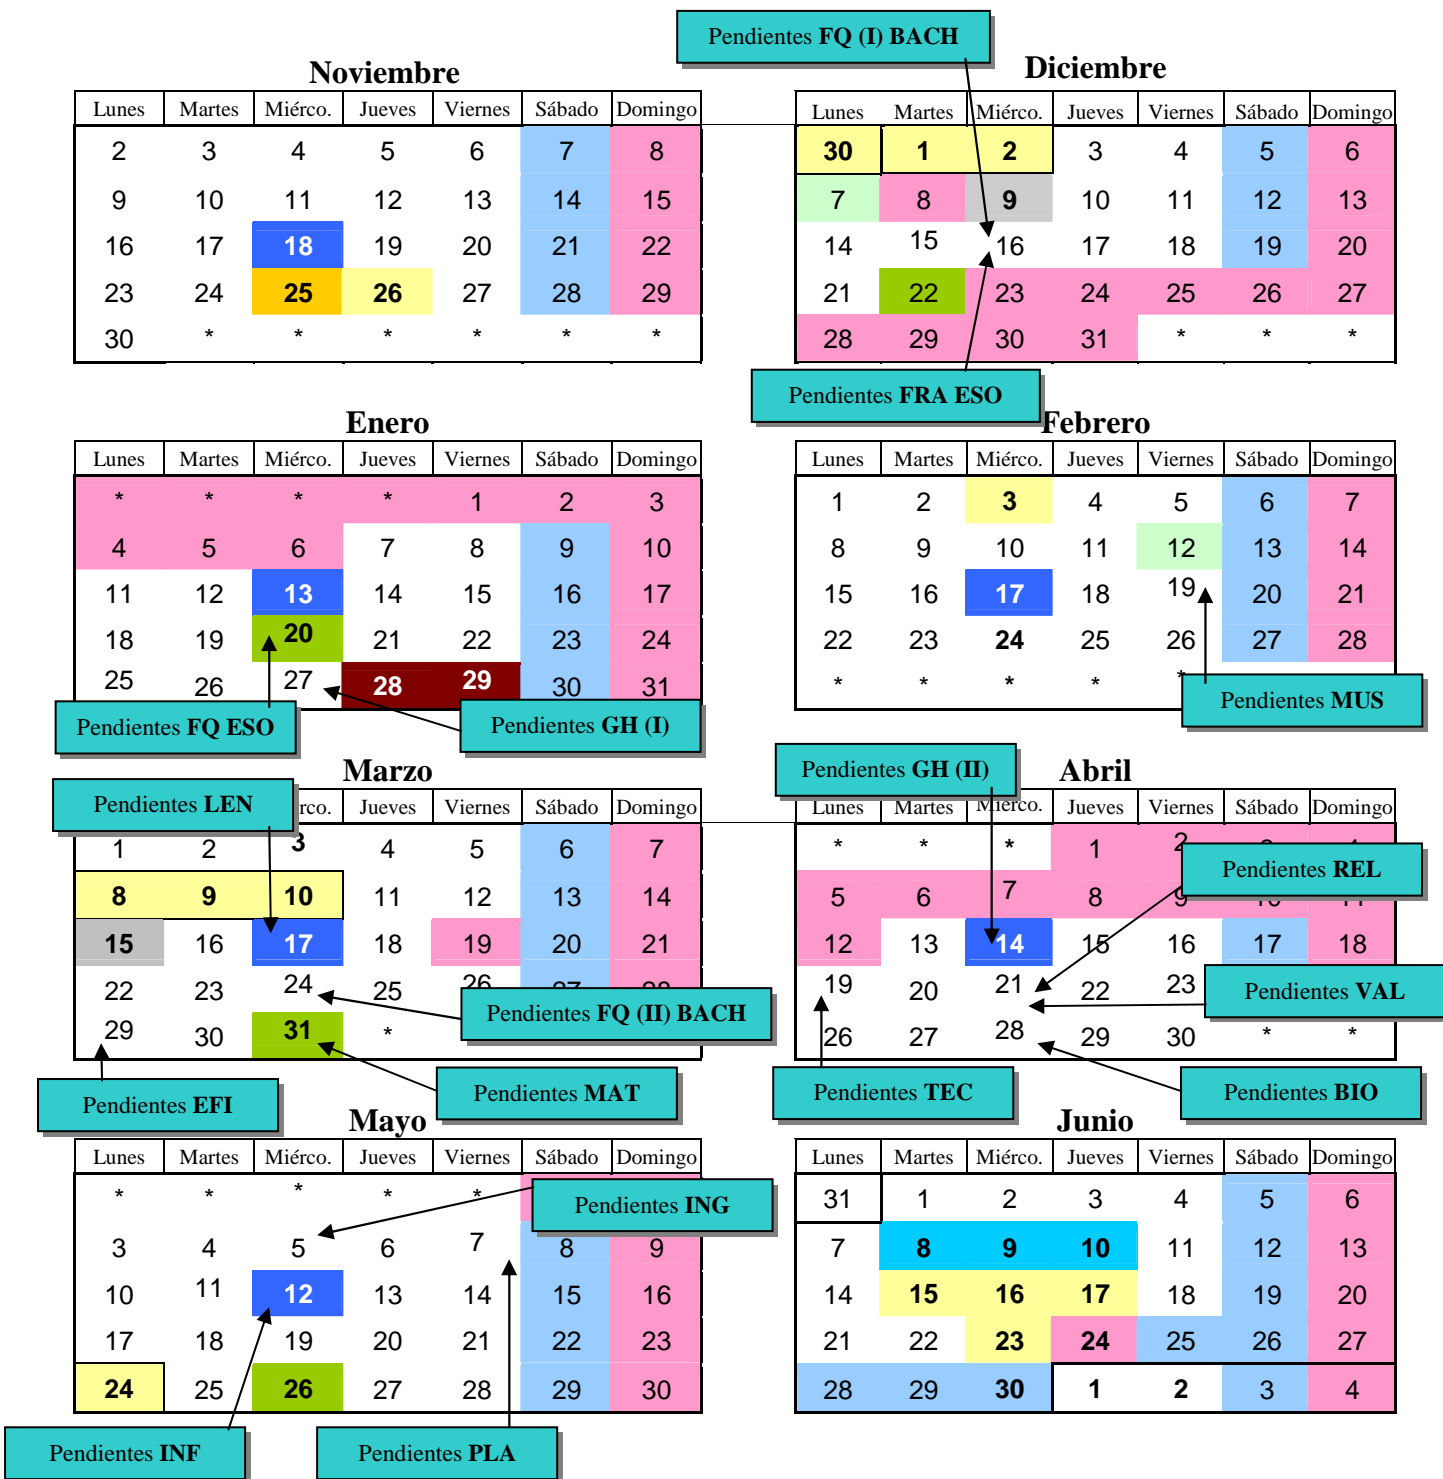 Pendientes FQ (I) BACH
Noviembre
Lunes Martes Miérco. Jueves Viernes Sábado Domingo
2 3 4 5 6 7 8
9 10 11 12 13 14 15
16 17 18 19 20 21 22
23 24 25 26 27 28 29
30 * * * * * *
Diciembre
Lunes Martes Miérco. Jueves Viernes Sábado Domingo
30 1 2 3 4 5 6
7 8 9 10 11 12 13
14 15 16 17 18 19 20
21 22 23 24 25 26 27
28 29 30 31 * * *
Pendientes FRA ESO
Enero
Lunes Martes Miérco. Jueves Viernes Sábado Domingo
* * * * 1 2 3
4 5 6 7 8 9 10
11 12 13 14 15 16 17
18 19 20 21 22 23 24
25 26 27 28 29 30 31
Pendientes FQ ESO
Pendientes GH (I)
Febrero
Lunes Martes Miérco. Jueves Viernes Sábado Domingo
1 2 3 4 5 6 7
8 9 10 11 12 13 14
15 16 17 18 19 20 21
22 23 24 25 26 27 28
* * * * *
Pendientes MUS
Marzo
Pendientes LEN
rco. Jueves Viernes Sábado Domingo
1 2 3 4 5 6 7
8 9 10 11 12 13 14
15 16 17 18 19 20 21
22 23 24 25 26 27 28
29 30 31 *
Pendientes FQ (II) BACH
Pendientes EFI
Pendientes MAT
Abril
Pendientes GH (II)
Lunes Martes Miérco. Jueves Viernes Sábado Domingo
* * * 1 2
5 6 7 8 9 10 11
12 13 14 15 16 17 18
19 20 21 22 23
26 27 28 29 30 * *
Pendientes REL
Pendientes VAL
Pendientes TEC
Pendientes BIO
Mayo
Lunes Martes Miérco. Jueves Viernes Sábado Domingo
* * * * *
3 4 5 6 7 8 9
10 11 12 13 14 15 16
17 18 19 20 21 22 23
24 25 26 27 28 29 30
Pendientes ING
Pendientes INF
Pendientes PLA
Junio
Lunes Martes Miérco. Jueves Viernes Sábado Domingo
31 1 2 3 4 5 6
7 8 9 10 11 12 13
14 15 16 17 18 19 20
21 22 23 24 25 26 27
28 29 30 1 2 3 4